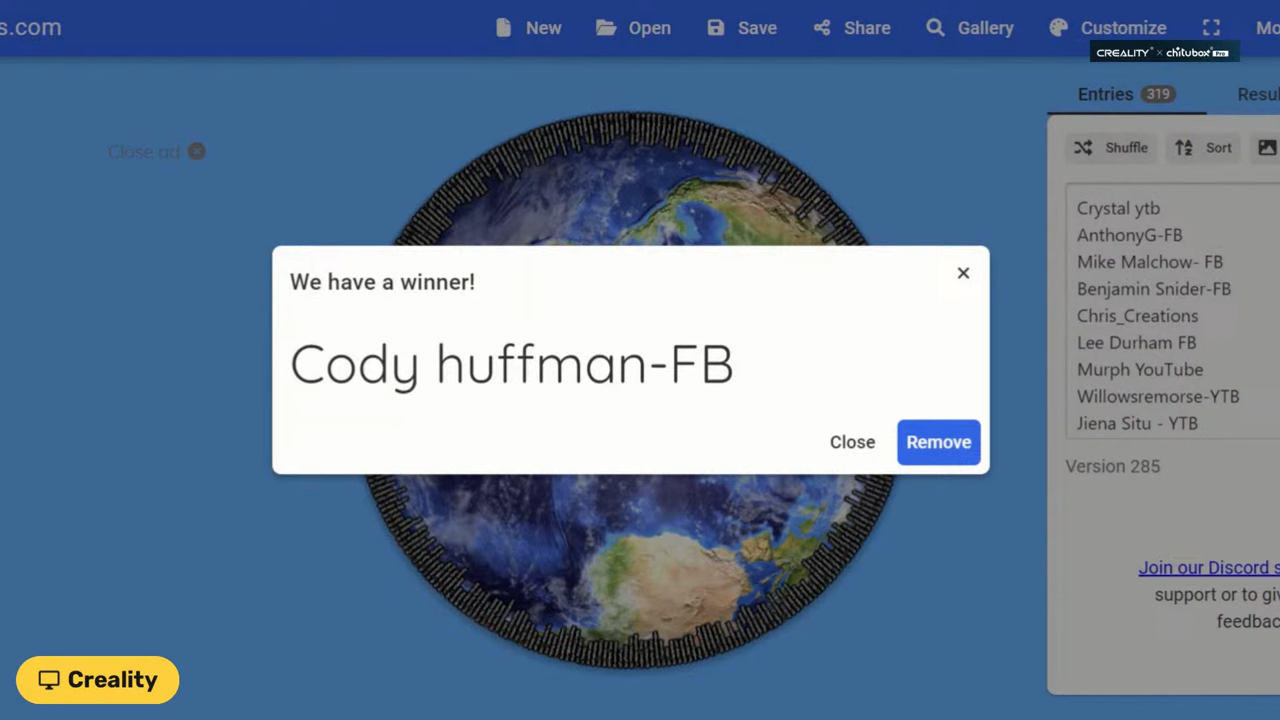 s.com
New
Open
Save
Share
Gallery
Customize
Mo
CREALITY × chitubox Pro
Entries 319
Resul
Close ad
Shuffle
Sort
Crystal ytb
AnthonyG-FB
Mike Malchow- FB
Benjamin Snider-FB
Chris_Creations
Lee Durham FB
Murph YouTube
Willowsremorse-YTB
Jiena Situ - YTB
Version 285
We have a winner!
Cody huffman-FB
Close
Remove
Join our Discord s
support or to giv
feedbac
Creality